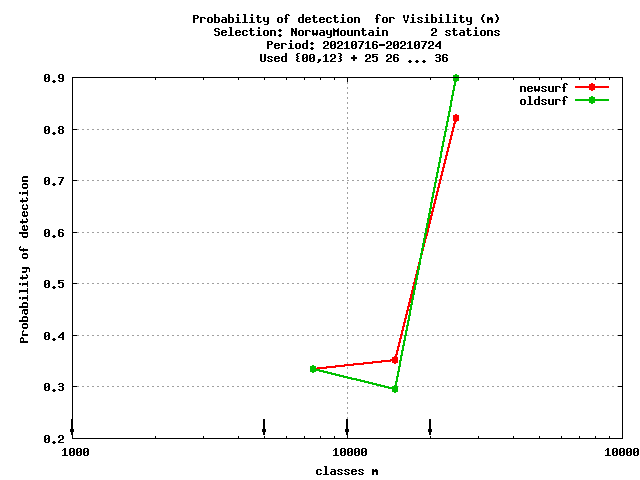 Probability of detection for Visibility (m)
Selection: NorwayMountain 2 stations
Period: 20210716-20210724
Used {00,12} + 25 26 ... 36
newsurf
oldsurf
0.9
0.8
0.7
0.6
0.5
0.4
0.3
0.2
Probability of detection
1000 10000 10000
classes m